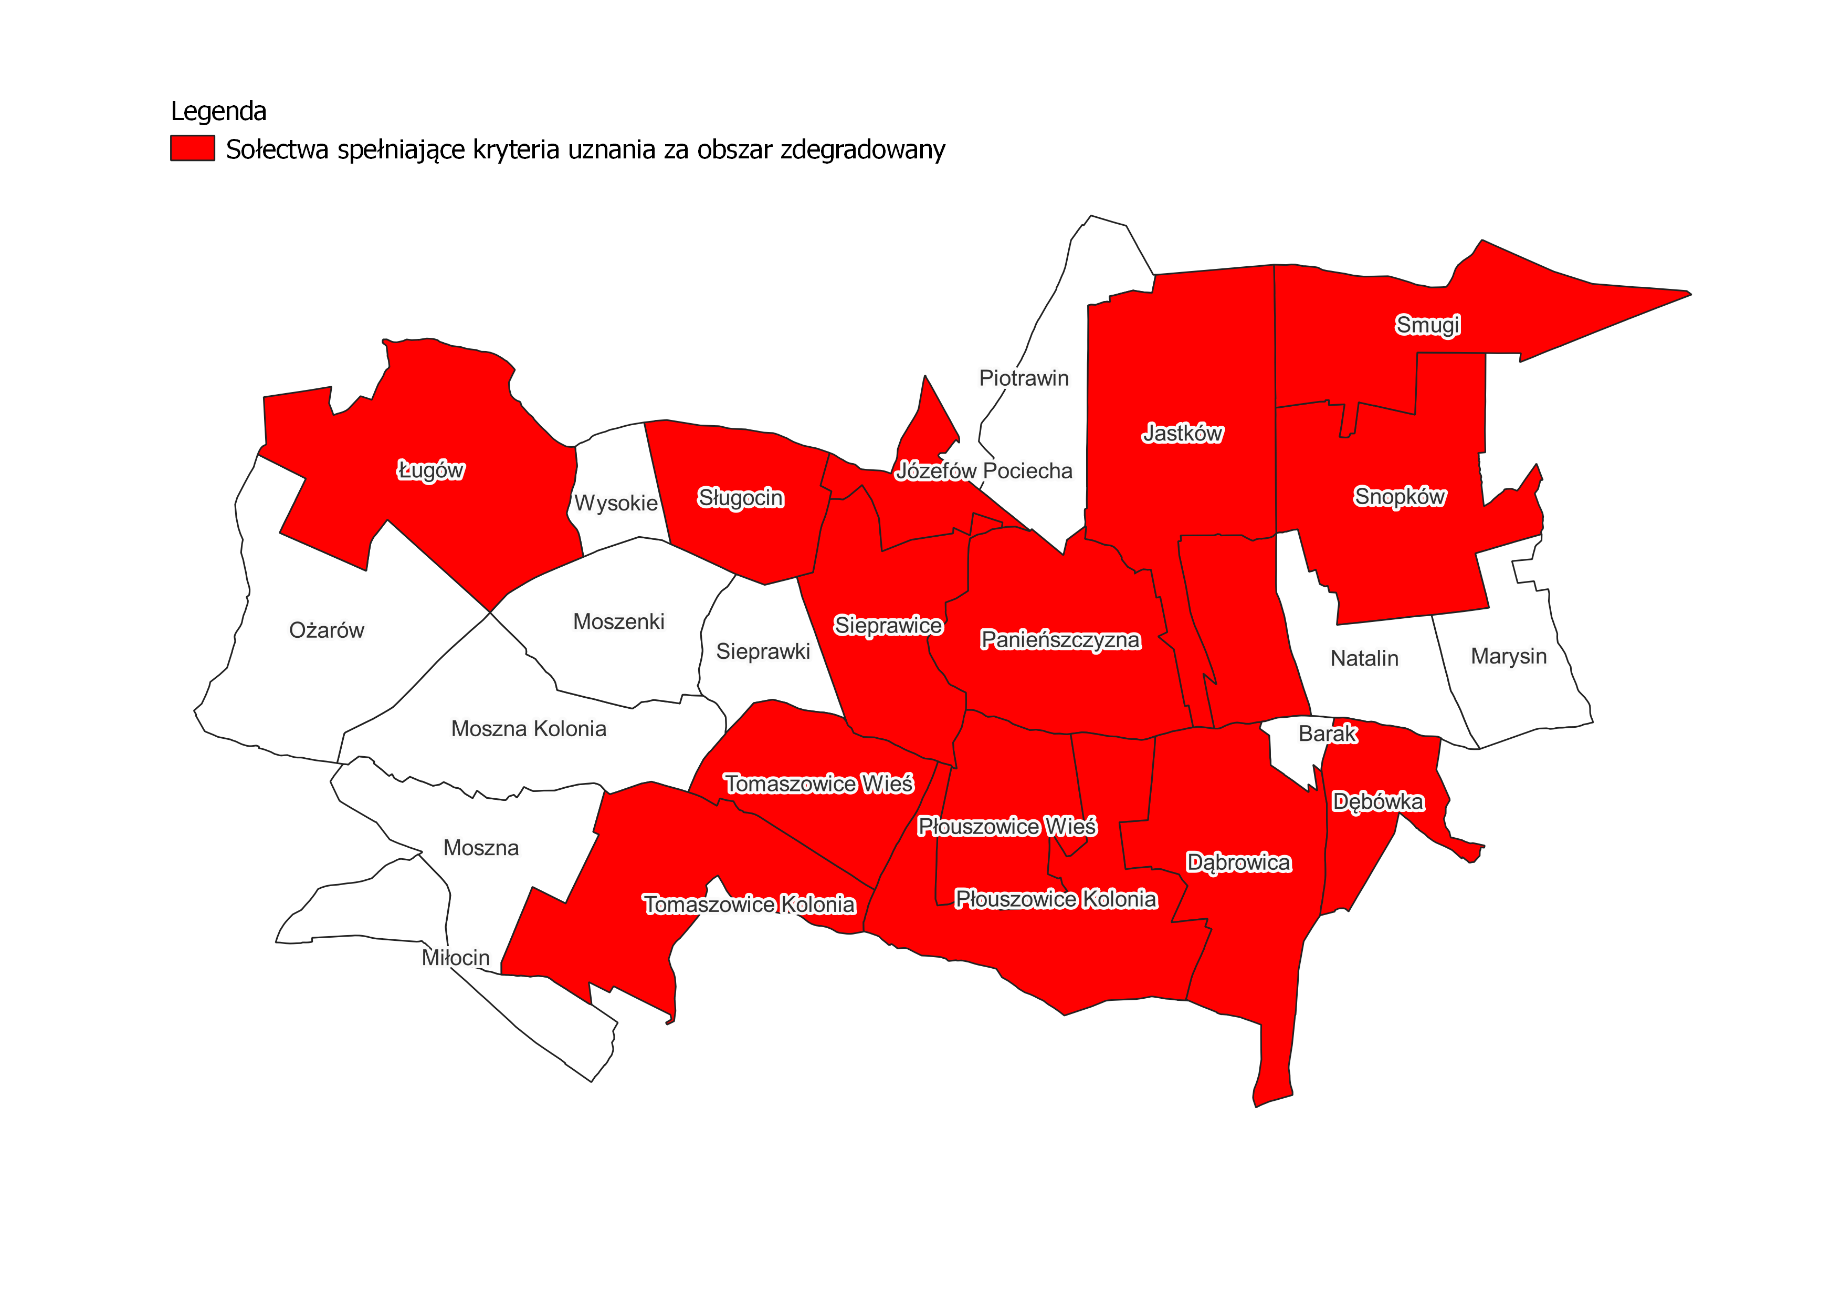 Legenda
Sołectwa spełniające kryteria uznania za obszar zdegradowany
Smugi
Piotrawin
Jastków
Ługów
Józefów Pociecha
Wysokie
Sługocin
Snopków
Ożarów
Moszenki
Sieprawki
Sieprawice
Panieńszczyzna
Natalin
Marysin
Moszna Kolonia
Barak
Tomaszowice Wieś
Dębówka
Płouszowice Wieś
Moszna
Dąbrowica
Tomaszowice Kolonia
Płouszowice Kolonia
Miłocin